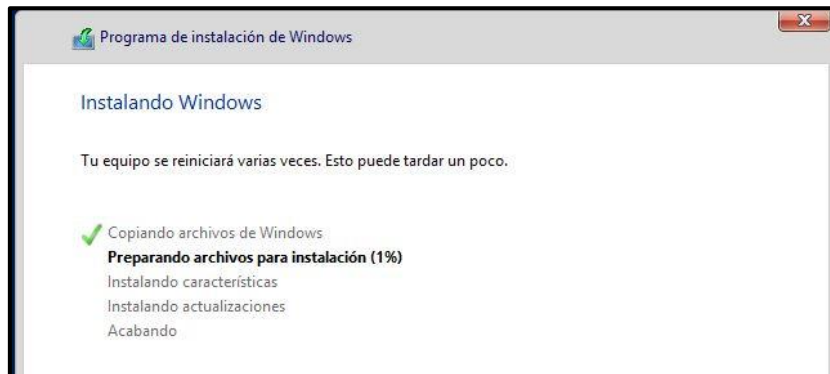 Programa de instalación de Windows
Instalando Windows
Tu equipo se reiniciará varias veces. Esto puede tardar un poco.
Copiando archivos de Windows
Preparando archivos para instalación (1%)
Instalando características
Instalando actualizaciones
Acabando